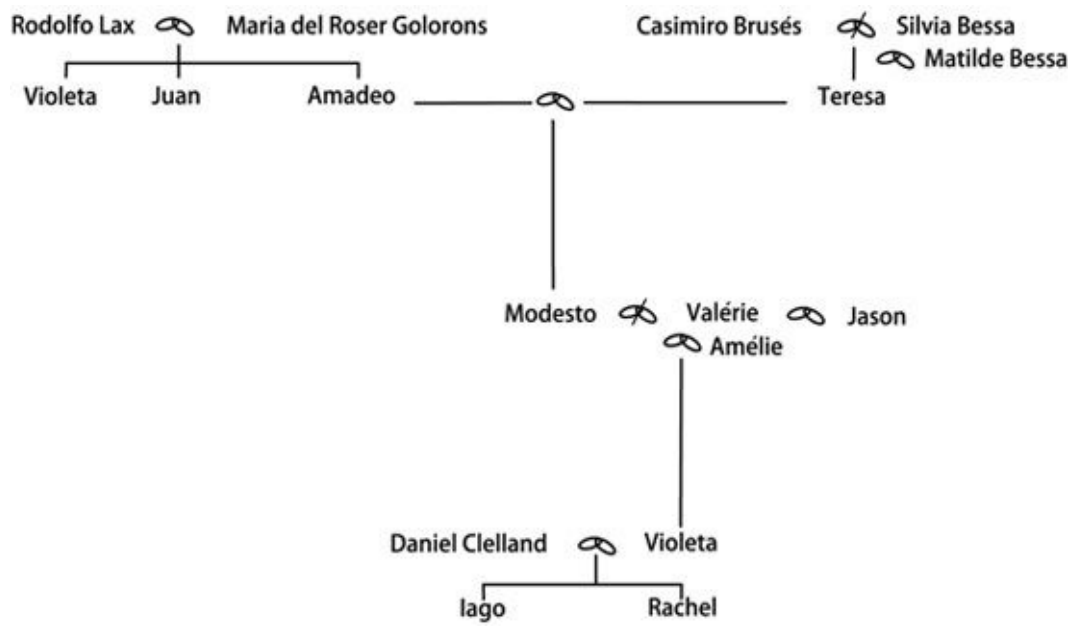 Rodolfo Lax Maria del Roser Golorons Casimiro Brusés Silvia Bessa
Matilde Bessa
Violeta Juan Amadeo Teresa
Modesto Valérie Jason
Amélie
Daniel Clelland Violeta
Iago Rachel